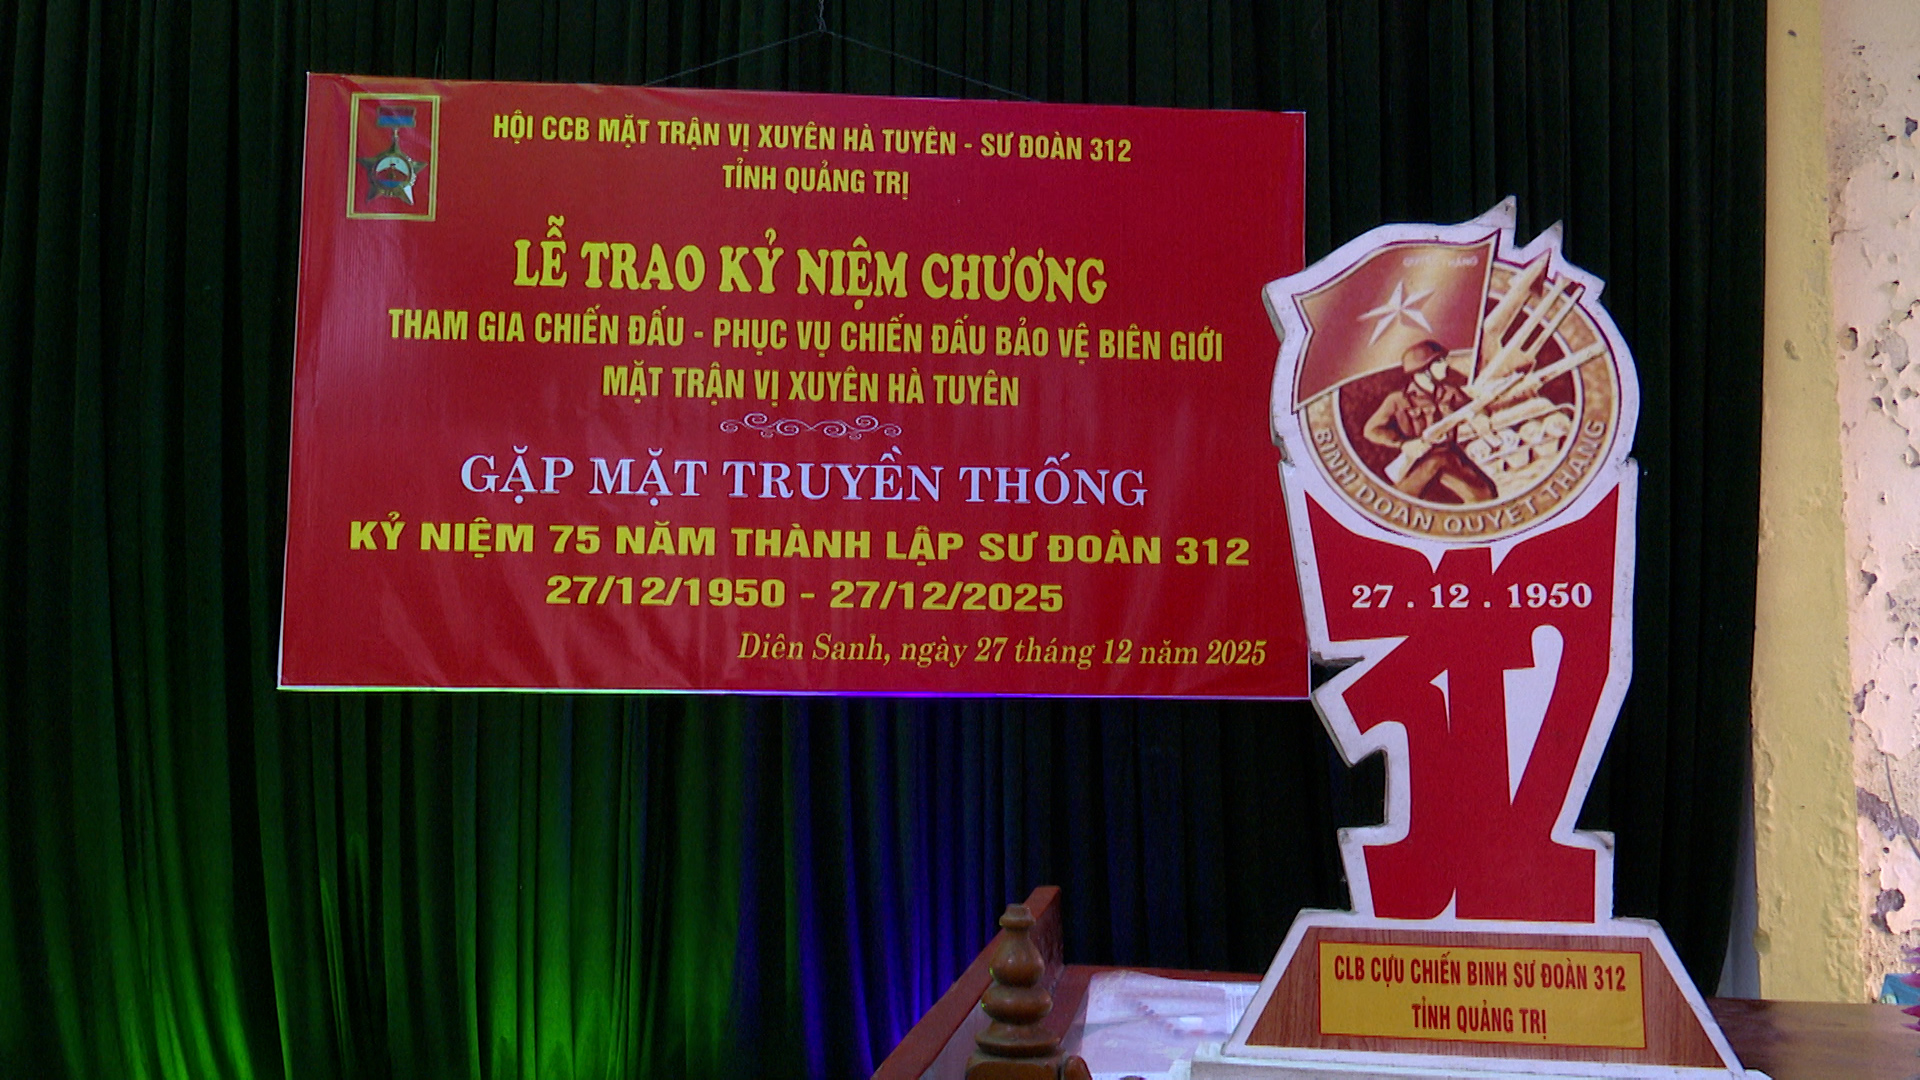 HỘI CCB MẶT TRẬN VỊ XUYÊN HÀ TUYÊN - SƯ ĐOÀN 312
TỈNH QUẢNG TRỊ
LỄ TRAO KỶ NIỆM CHƯƠNG
THAM GIA CHIẾN ĐẤU - PHỤC VỤ CHIẾN ĐẤU BẢO VỆ BIÊN GIỚI
MẶT TRẬN VỊ XUYÊN HÀ TUYÊN
GẶP MẶT TRUYỀN THỐNG
KỶ NIỆM 75 NĂM THÀNH LẬP SƯ ĐOÀN 312
27/12/1950 - 27/12/2025
Diên Sanh, ngày 27 tháng 12 năm 2025
BINH ĐOÀN QUYẾT THẮNG
27 . 12 . 1950
312
CLB CỰU CHIẾN BINH SƯ ĐOÀN 312
TỈNH QUẢNG TRỊ